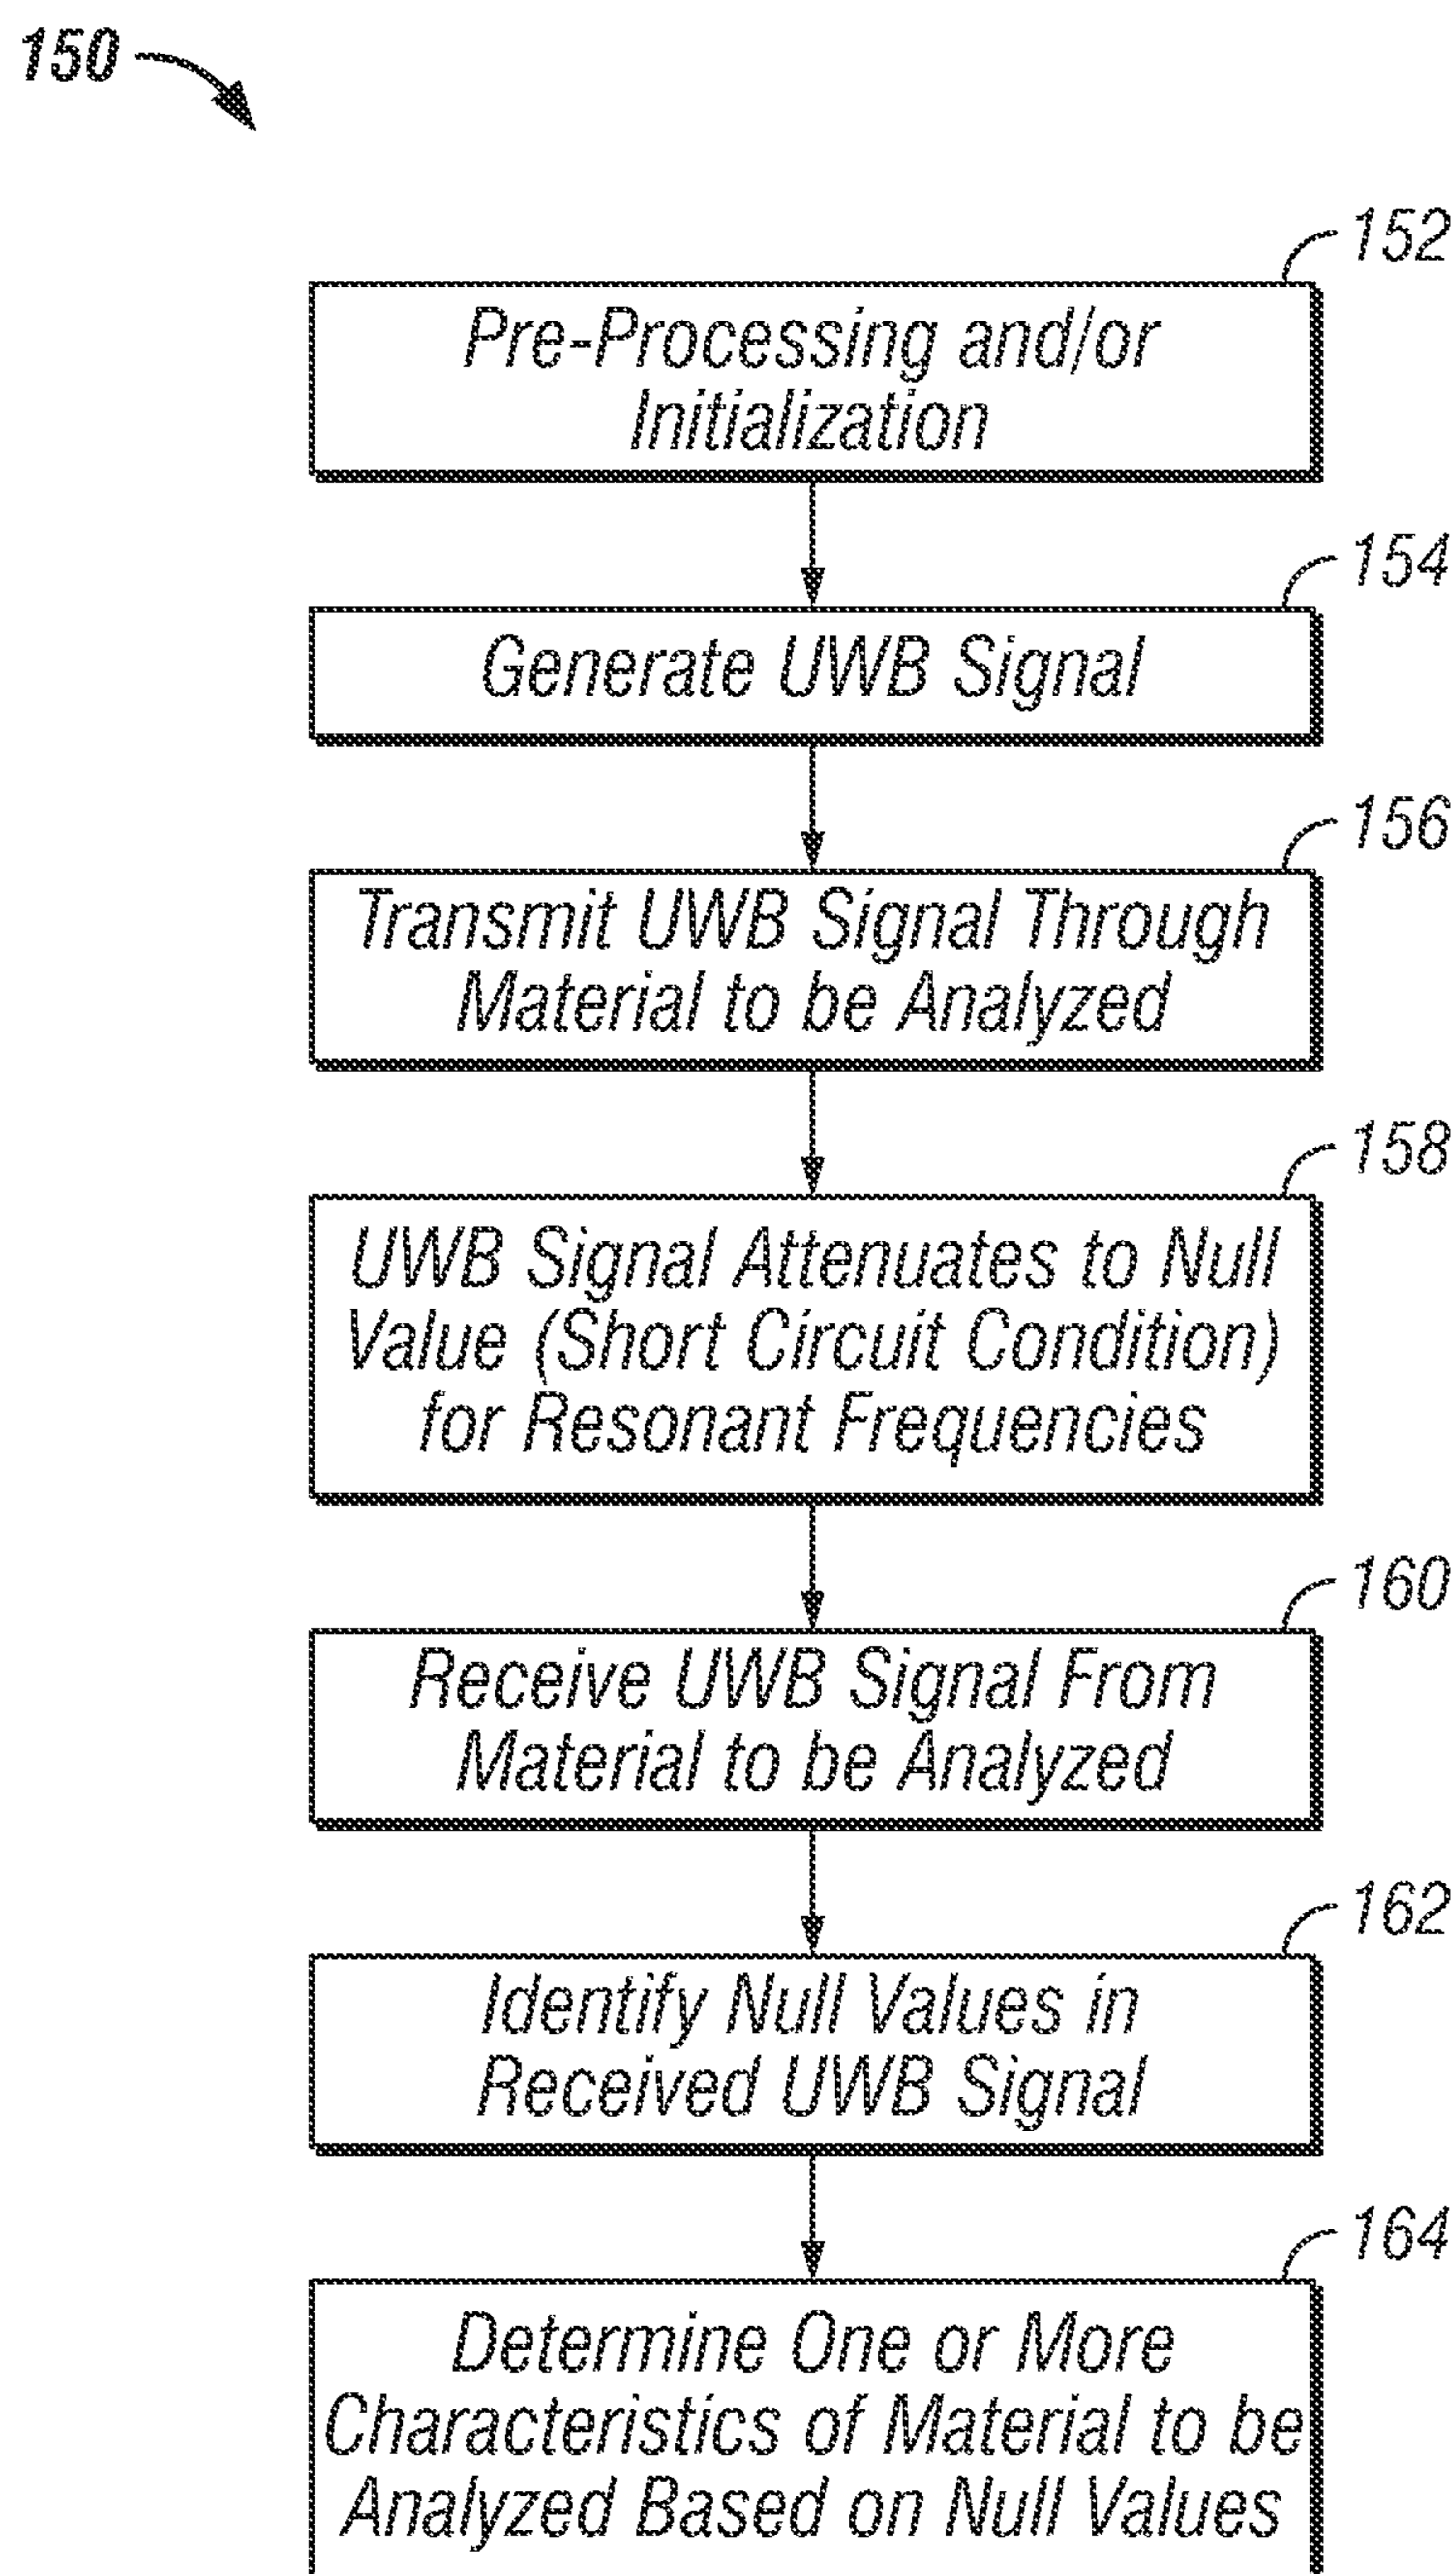 150
152
Pre-Processing and/or
Initialization
154
Generate UWB Signal
156
Transmit UWB Signal Through
Material to be Analyzed
158
UWB Signal Attenuates to Null
Value (Short Circuit Condition)
for Resonant Frequencies
160
Receive UWB Signal From
Material to be Analyzed
162
Identify Null Values in
Received UWB Signal
164
Determine One or More
Characteristics of Material to be
Analyzed Based on Null Values